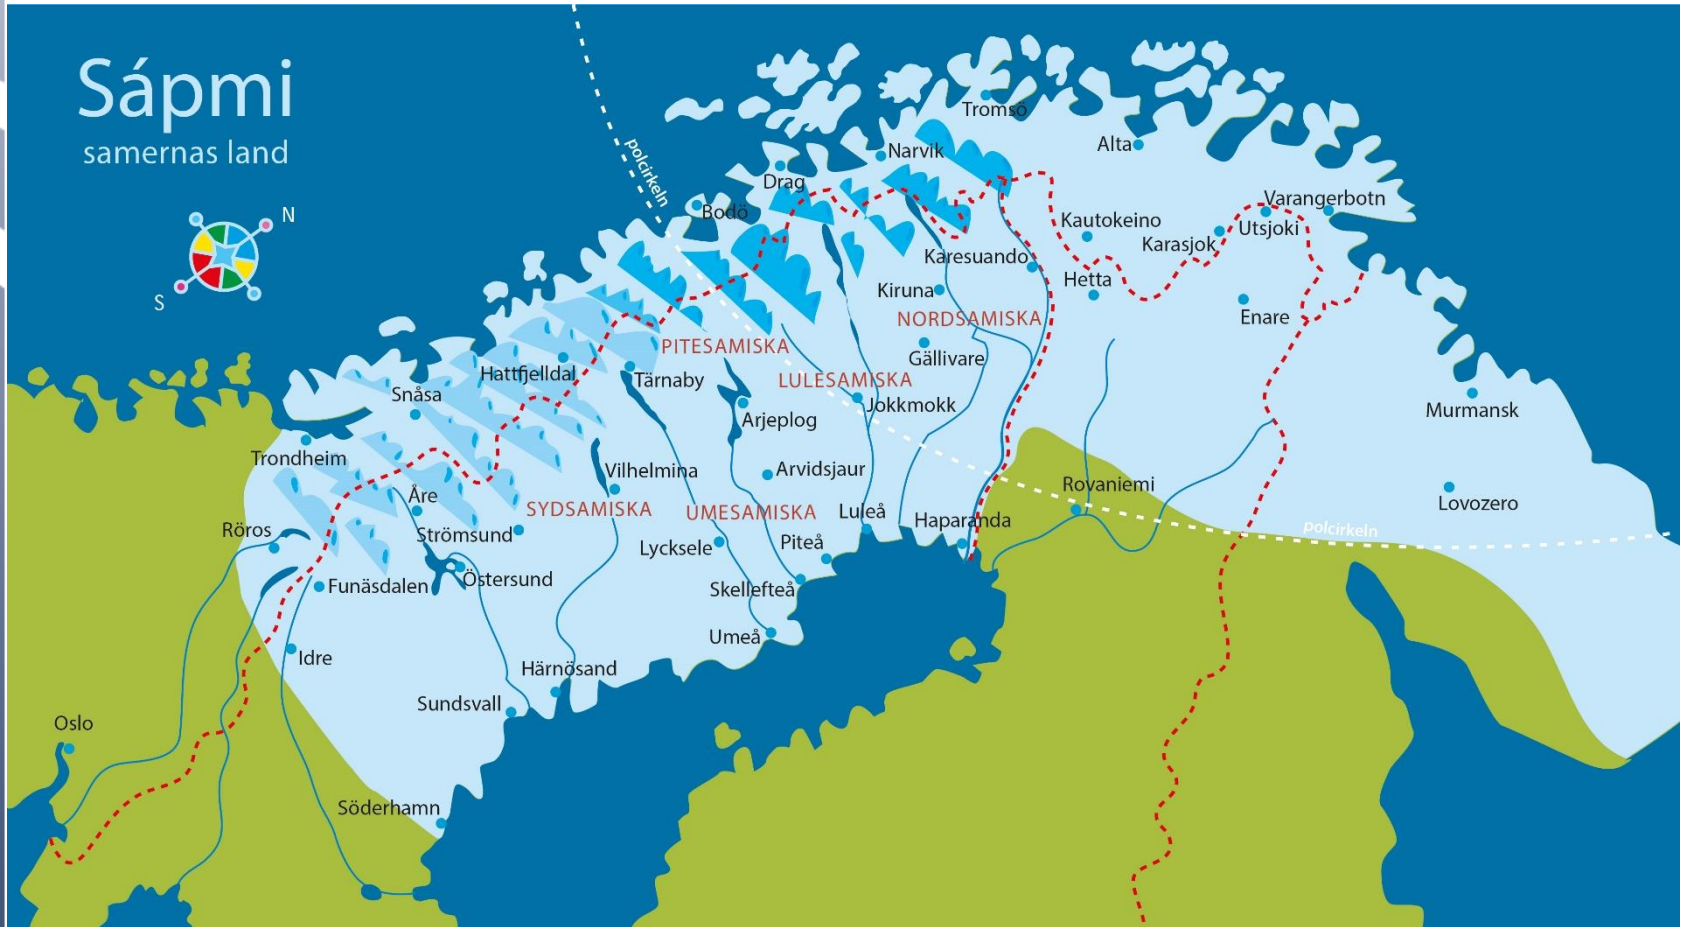 Sápmi
samernas land
N
S
polcirkeln
Tromsö
Alta
Narvik
Drag
Bodö
Varangerbotn
Kautokeino
Utsjoki
Karasjok
Karesuando
Hetta
Kiruna
Enare
NORDSAMISKA
PITESAMISKA
Gällivare
Hattfjelldal
Tärnaby
LULESAMISKA
Snåsa
Jokkmokk
Murmansk
Arjeplog
Trondheim
Vilhelmina
Arvidsjaur
Rovaniemi
Åre
Lovozero
SYDSAMISKA
UMESAMISKA
Luleå
Haparanda
Röros
Strömsund
polcirkeln
Lycksele
Piteå
Östersund
Funäsdalen
Skellefteå
Umeå
Idre
Härnösand
Sundsvall
Oslo
Söderhamn